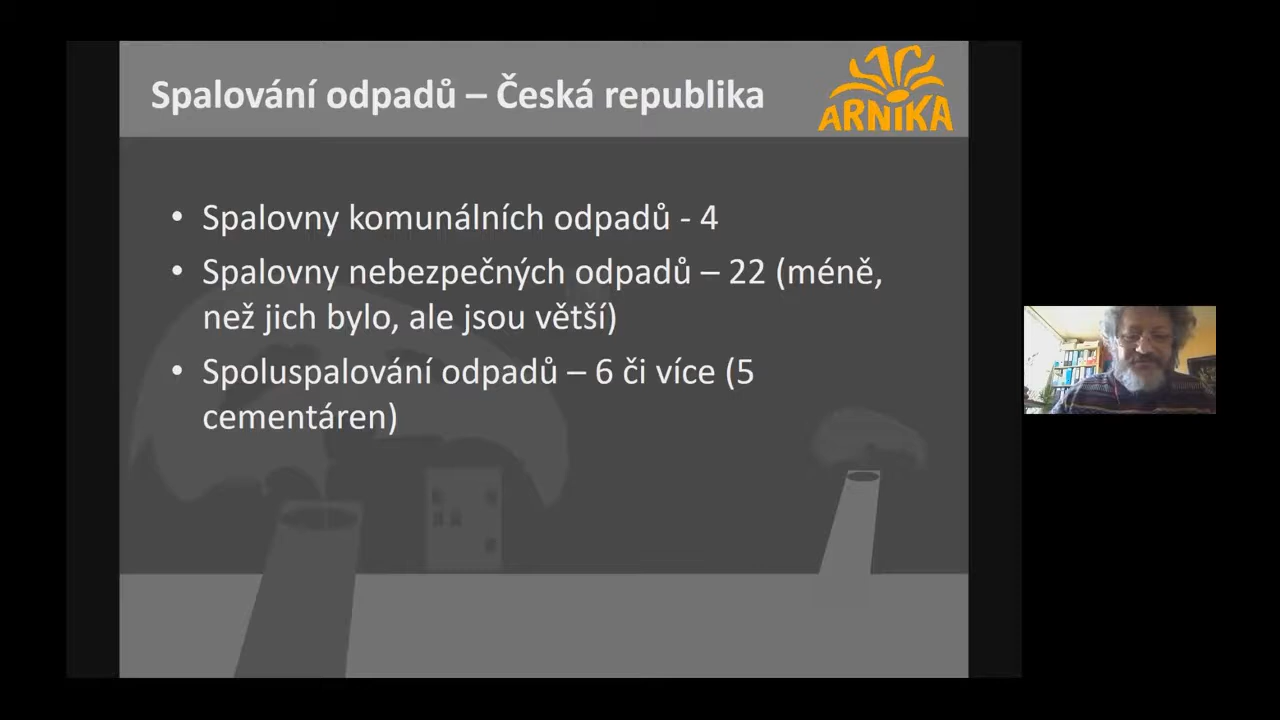 Spalování odpadů – Česká republika
ARNIKA
• Spalovny komunálních odpadů - 4
• Spalovny nebezpečných odpadů – 22 (méně,
než jich bylo, ale jsou větší)
• Spoluspalování odpadů – 6 či více (5
cementáren)